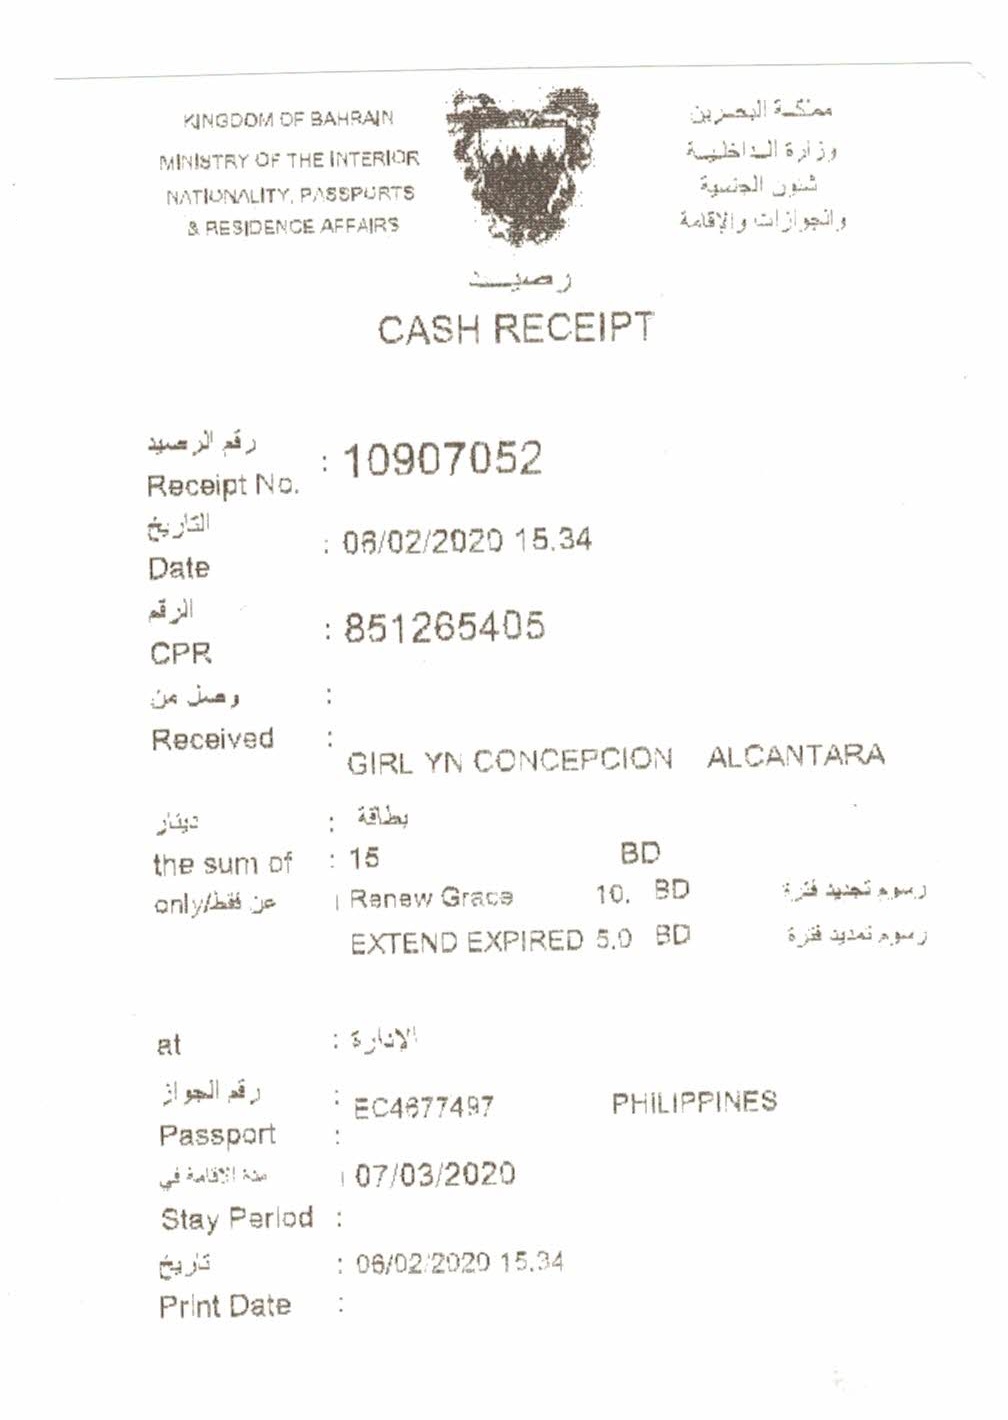 KINGDOM OF BAHRAIN
MINISTRY OF THE INTERIOR
NATIONALITY, PASSPORTS
& RESIDENCE AFFAIRS
مملكة البحرين
وزارة الداخلية
شئون الجنسية
والجوازات والإقامة
رصيد
CASH RECEIPT
رقم الرصيد
Receipt No. : 10907052
التاريخ
Date : 06/02/2020 15.34
الرقم
CPR : 851265405
وصل من :
Received :
GIRL YN CONCEPCION ALCANTARA
دينار : بطاقة
the sum of : 15 BD
only/عن فقط : Renew Grace 10. BD رسوم تجديد فترة
EXTEND EXPIRED 5.0 BD رسوم تمديد فترة
at : الإدارة
رقم الجواز : EC4677497 PHILIPPINES
Passport :
مدة الاقامة في : 07/03/2020
Stay Period :
تاريخ : 06/02/2020 15.34
Print Date :